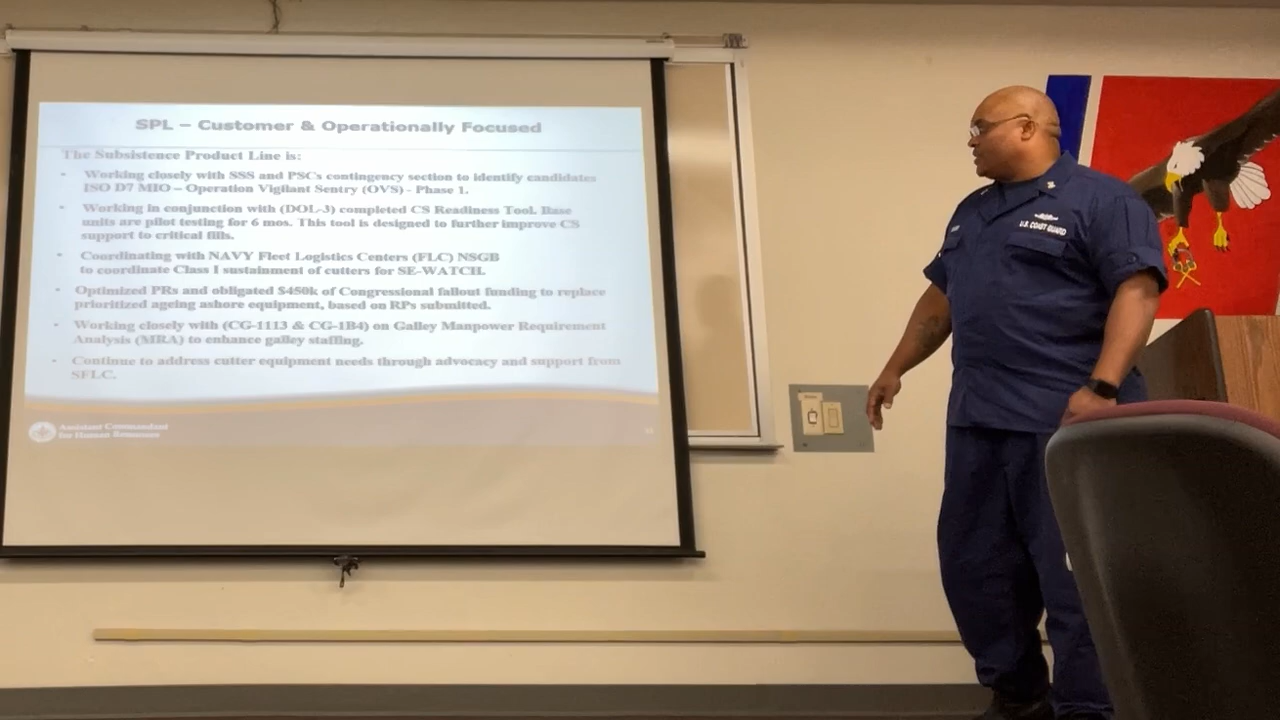 SPL – Customer & Operationally Focused
The Subsistence Product Line is:
• Working closely with SSS and PSCs contingency section to identify candidates
ISO D7 MIO – Operation Vigilant Sentry (OVS) - Phase 1.
• Working in conjunction with (DOL-3) completed CS Readiness Tool. Base
units are pilot testing for 6 mos. This tool is designed to further improve CS
support to critical fills.
• Coordinating with NAVY Fleet Logistics Centers (FLC) NSGB
to coordinate Class I sustainment of cutters for SE-WATCH.
• Optimized PRs and obligated $450k of Congressional fallout funding to replace
prioritized ageing ashore equipment, based on RPs submitted.
• Working closely with (CG-1113 & CG-1B4) on Galley Manpower Requirement
Analysis (MRA) to enhance galley staffing.
• Continue to address cutter equipment needs through advocacy and support from
SFLC.
Assistant Commandant
for Human Resources
U.S. COAST GUARD